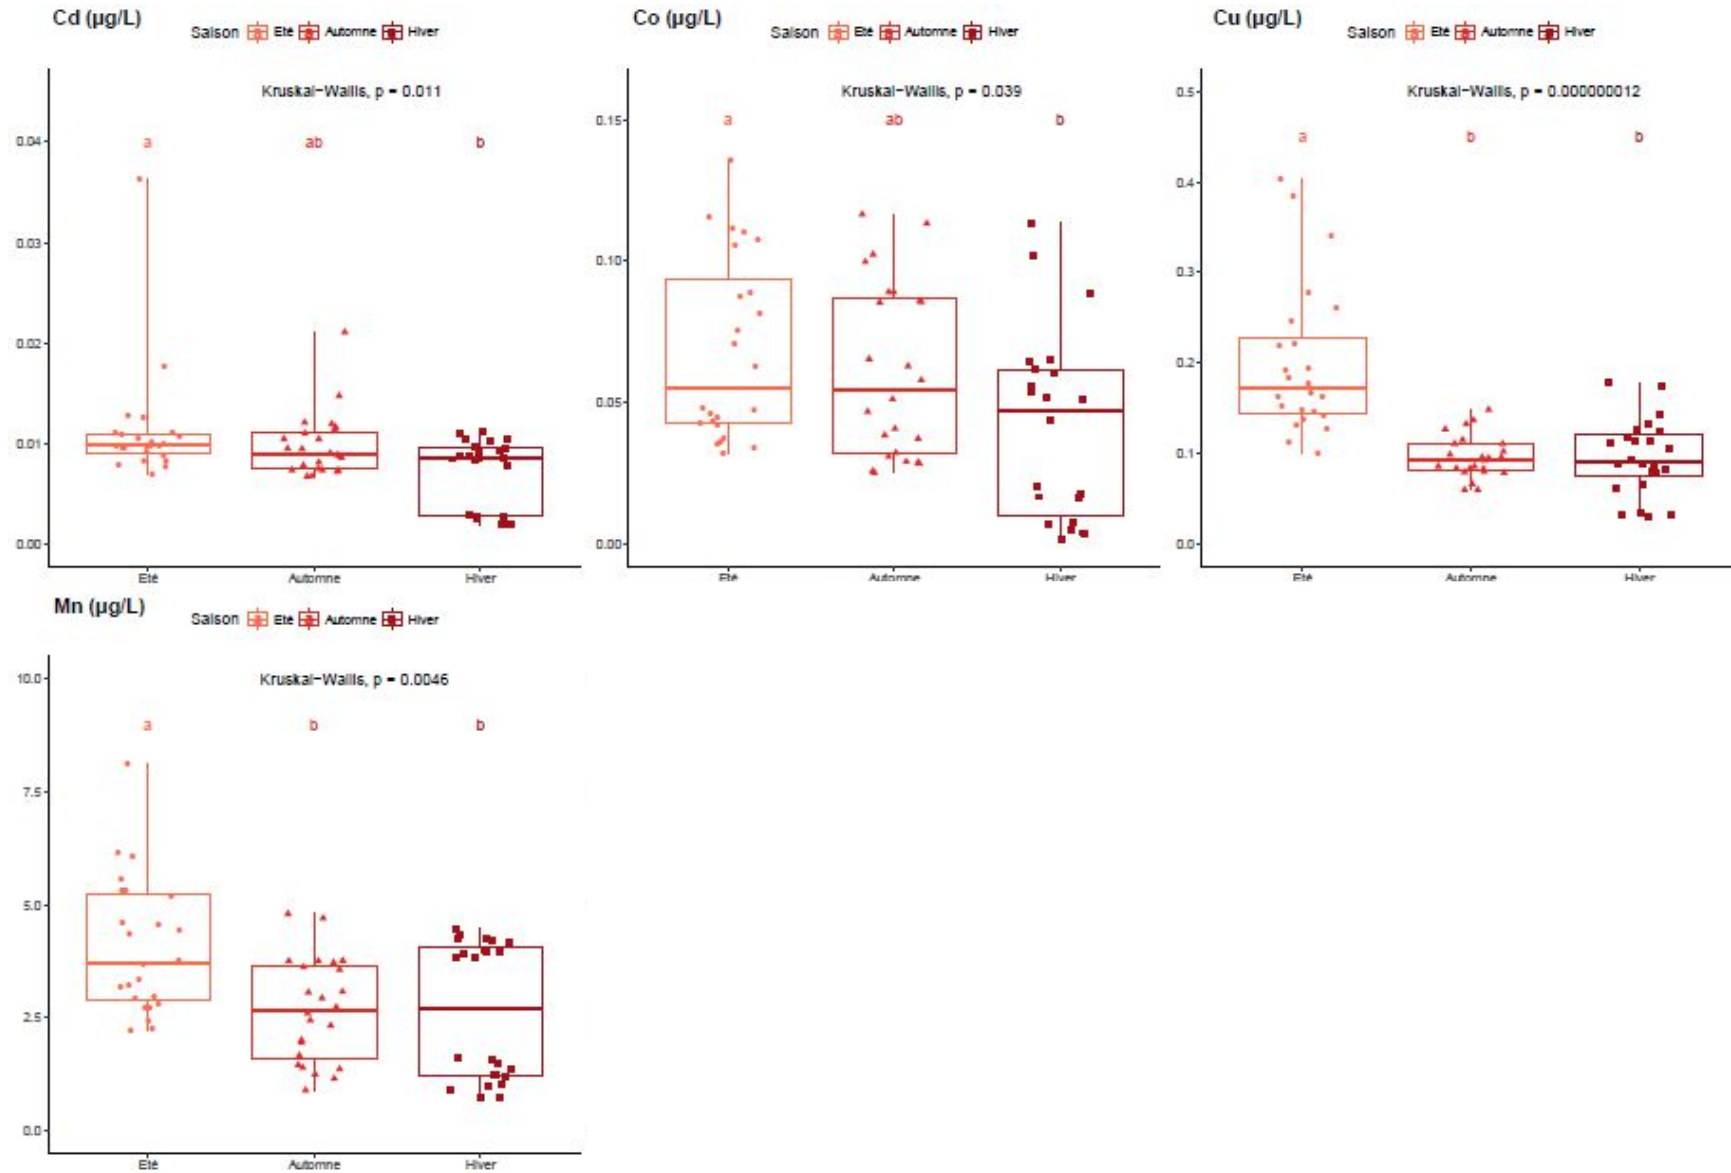 Cd (µg/L)
Saison Eté Automne Hiver
Kruskal-Wallis, p = 0.011
a ab b
0.04
0.03
0.02
0.01
0.00
Eté Automne Hiver
Co (µg/L)
Saison Eté Automne Hiver
Kruskal-Wallis, p = 0.039
a ab b
0.15
0.10
0.05
0.00
Eté Automne Hiver
Cu (µg/L)
Saison Eté Automne Hiver
Kruskal-Wallis, p = 0.000000012
a b b
0.5
0.4
0.3
0.2
0.1
0.0
Eté Automne Hiver
Mn (µg/L)
Saison Eté Automne Hiver
Kruskal-Wallis, p = 0.0046
a b b
10.0
7.5
5.0
2.5
0.0
Eté Automne Hiver